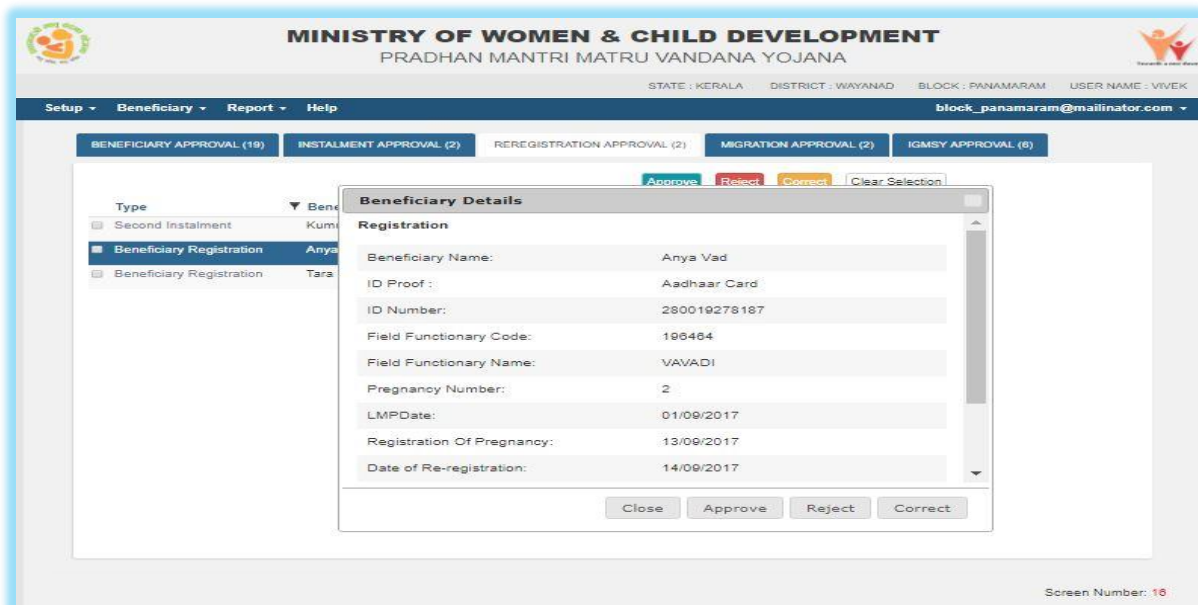 MINISTRY OF WOMEN & CHILD DEVELOPMENT
PRADHAN MANTRI MATRU VANDANA YOJANA
STATE : KERALA DISTRICT : WAYANAD BLOCK : PANAMARAM USER NAME : VIVEK
Setup Beneficiary Report Help block_panamaram@mailinator.com
BENEFICIARY APPROVAL (19) INSTALMENT APPROVAL (2) REREGISTRATION APPROVAL (2) MIGRATION APPROVAL (2) IGMSY APPROVAL (6)
Approve Reject Correct Clear Selection
Type Bene
Second Instalment Kum
Beneficiary Registration Anya
Beneficiary Registration Tara
Beneficiary Details
Registration
Beneficiary Name: Anya Vad
ID Proof : Aadhaar Card
ID Number: 280019278187
Field Functionary Code: 196464
Field Functionary Name: VAVADI
Pregnancy Number: 2
LMPDate: 01/09/2017
Registration Of Pregnancy: 13/09/2017
Date of Re-registration: 14/09/2017
Close Approve Reject Correct
Screen Number: 16